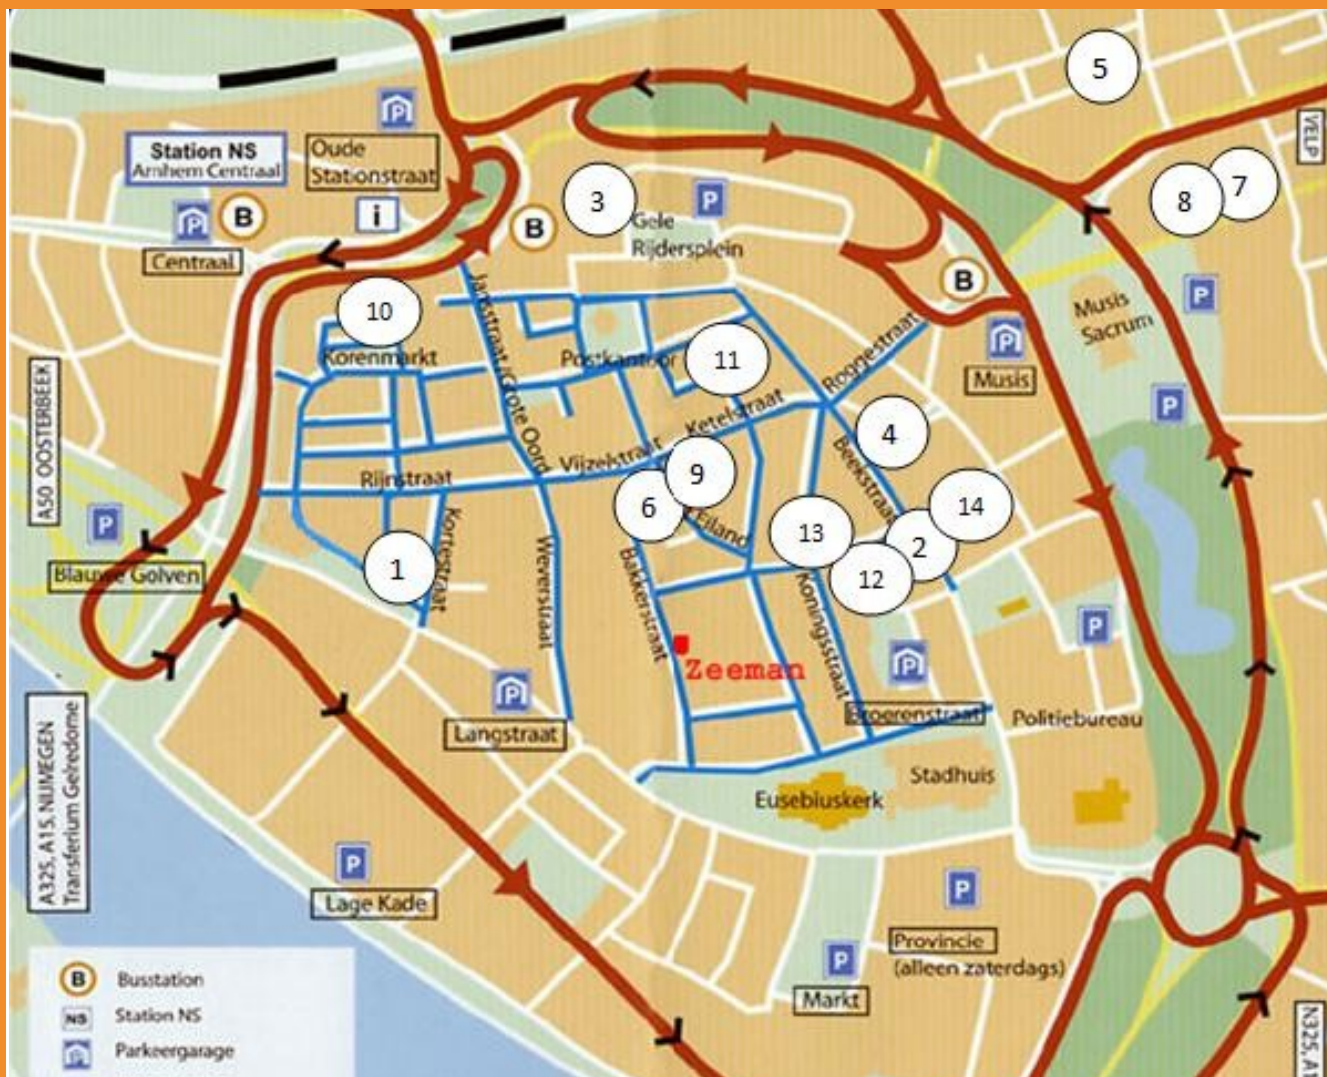 5
VELP
Station NS
Arnhem Centraal
Oude
Stationstraat
P
P
B
i
Centraal
3
B
P
Gele
Rijdersplein
8
7
B
P
Musis
Sacrum
10
Korenmarkt
Jansstraat/Grote Oord
Postkantoor
11
Roggestraat
P
Musis
P
A50 OOSTERBEEK
Ketelstraat
4
Beekstraat
Vijzelstraat
9
Rijnstraat
6
't Eiland
14
13
2
12
P
Blauwe Golven
1
Kortestraat
Weverstraat
Bakkerstraat
Koningsstraat
P
Zeeman
P
P
Langstraat
Broerenstraat
Politiebureau
A325, A15, NIJMEGEN
Transferium Gelredome
Eusebiuskerk
Stadhuis
P
Lage Kade
P
Provincie
(alleen zaterdags)
P
Markt
B Busstation
NS Station NS
P Parkeergarage